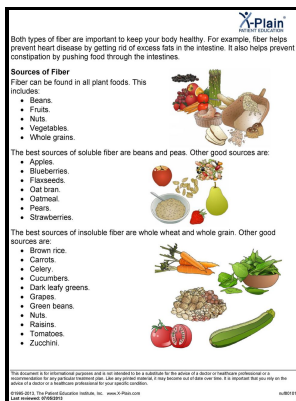 X-Plain
PATIENT EDUCATION
Both types of fiber are important to keep your body healthy. For example, fiber helps
prevent heart disease by getting rid of excess fats in the intestine. It also helps prevent
constipation by pushing food through the intestines.
Sources of Fiber
Fiber can be found in all plant foods. This
includes:
• Beans.
• Fruits.
• Nuts.
• Vegetables.
• Whole grains.
The best sources of soluble fiber are beans and peas. Other good sources are:
• Apples.
• Blueberries.
• Flaxseeds.
• Oat bran.
• Oatmeal.
• Pears.
• Strawberries.
The best sources of insoluble fiber are whole wheat and whole grain. Other good
sources are:
• Brown rice.
• Carrots.
• Celery.
• Cucumbers.
• Dark leafy greens.
• Grapes.
• Green beans.
• Nuts.
• Raisins.
• Tomatoes.
• Zucchini.
This document is for informational purposes and is not intended to be a substitute for the advice of a doctor or healthcare professional or a
recommendation for any particular treatment plan. Like any printed material, it may become out of date over time. It is important that you rely on the
advice of a doctor or a healthcare professional for your specific condition.
©1995-2013, The Patient Education Institute, Inc. www.X-Plain.com
Last reviewed: 07/05/2013